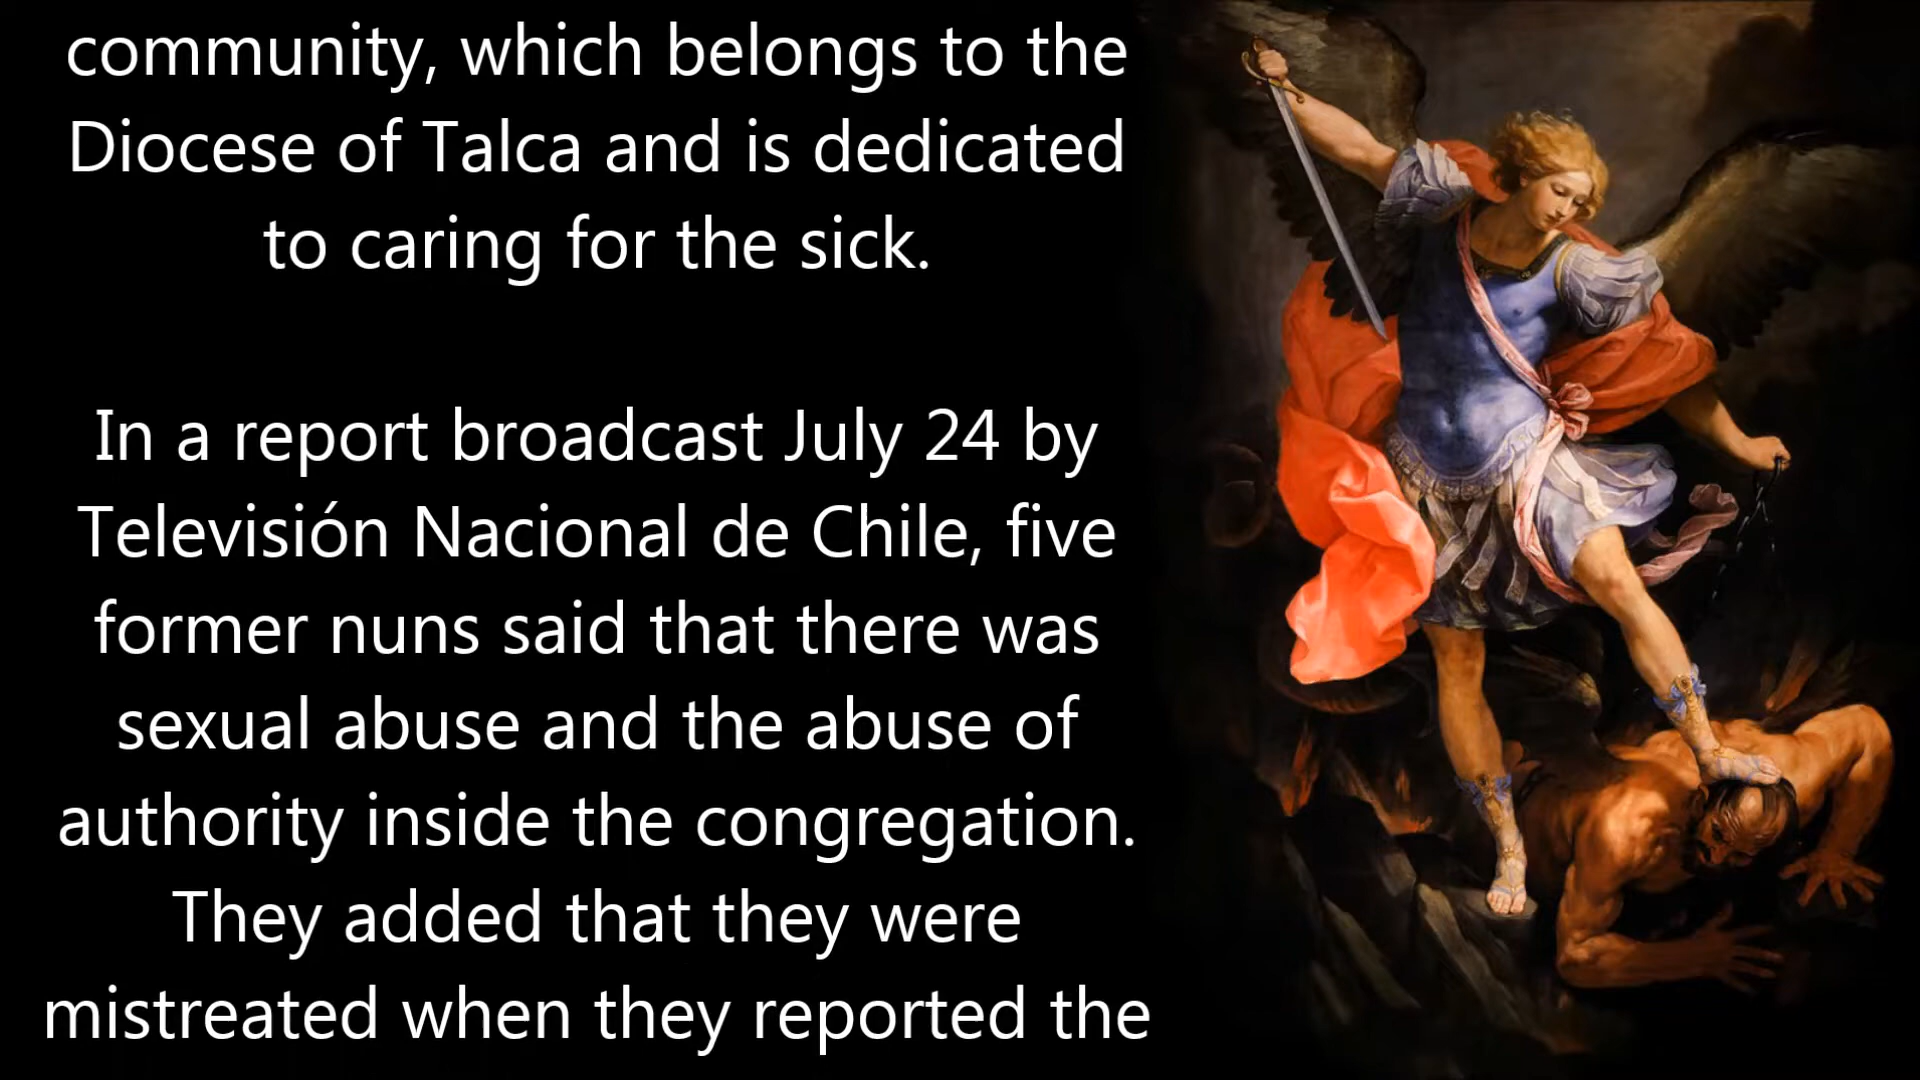 community, which belongs to the
Diocese of Talca and is dedicated
to caring for the sick.
In a report broadcast July 24 by
Televisión Nacional de Chile, five
former nuns said that there was
sexual abuse and the abuse of
authority inside the congregation.
They added that they were
mistreated when they reported the